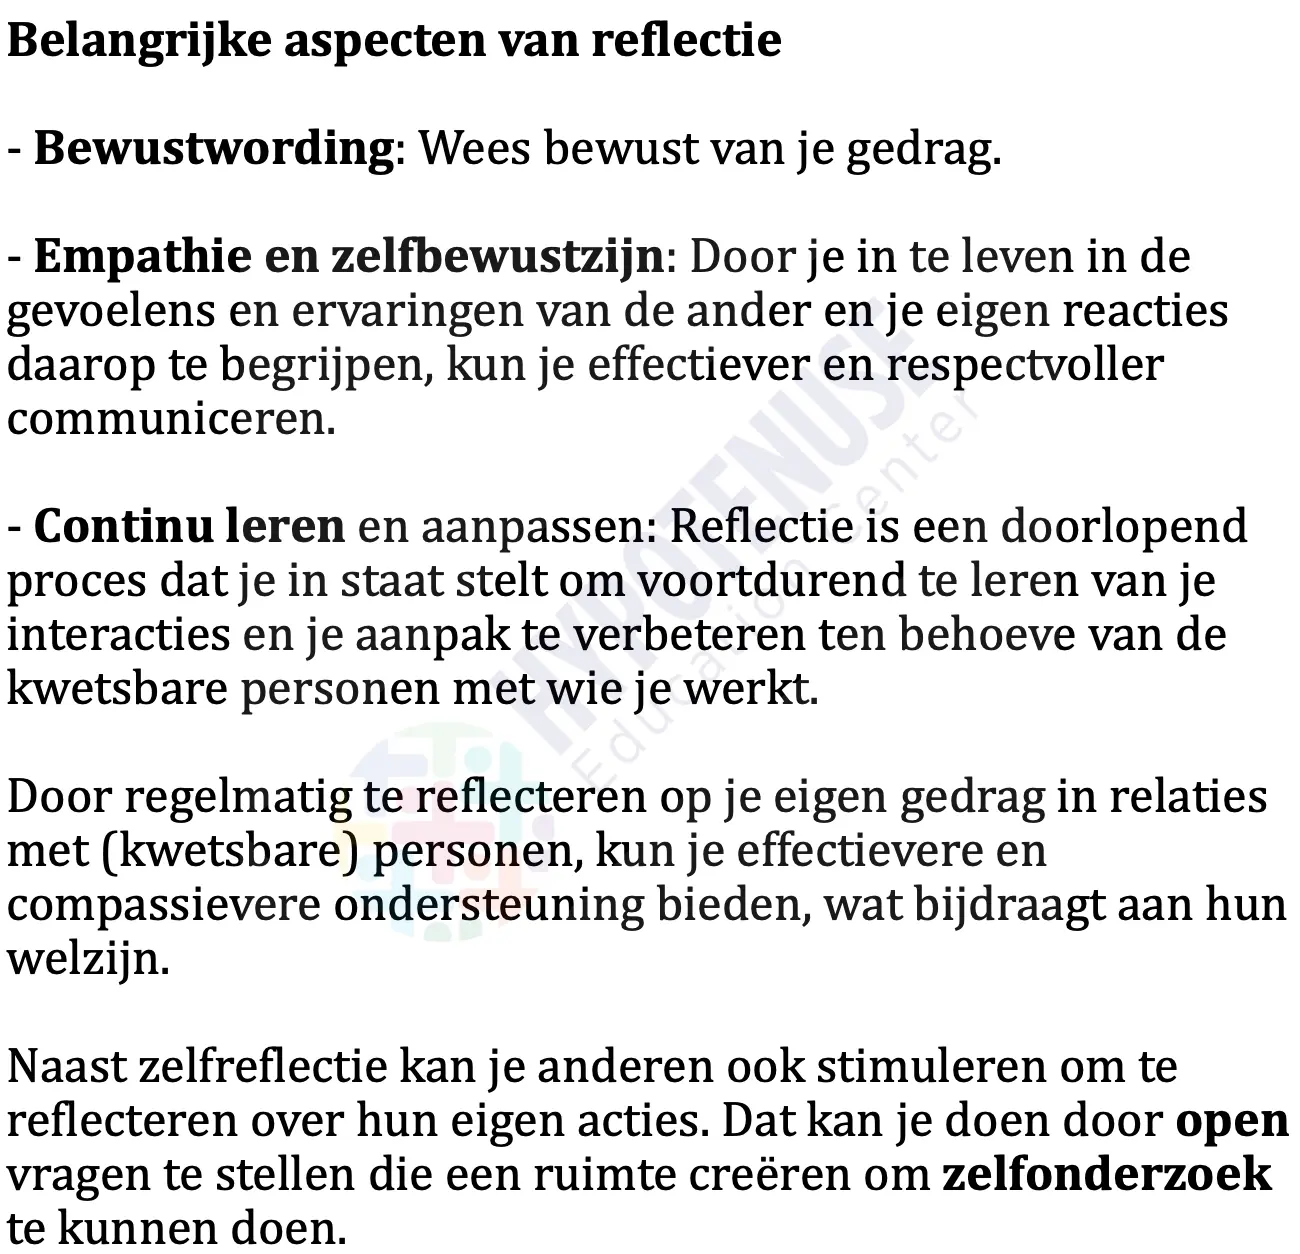 Belangrijke aspecten van reflectie
- Bewustwording: Wees bewust van je gedrag.
- Empathie en zelfbewustzijn: Door je in te leven in de
gevoelens en ervaringen van de ander en je eigen reacties
daarop te begrijpen, kun je effectiever en respectvoller
communiceren.
- Continu leren en aanpassen: Reflectie is een doorlopend
proces dat je in staat stelt om voortdurend te leren van je
interacties en je aanpak te verbeteren ten behoeve van de
kwetsbare personen met wie je werkt.
Door regelmatig te reflecteren op je eigen gedrag in relaties
met (kwetsbare) personen, kun je effectievere en
compassievere ondersteuning bieden, wat bijdraagt aan hun
welzijn.
Naast zelfreflectie kan je anderen ook stimuleren om te
reflecteren over hun eigen acties. Dat kan je doen door open
vragen te stellen die een ruimte creëren om zelfonderzoek
te kunnen doen.
HYPOTENUSE
Education Center